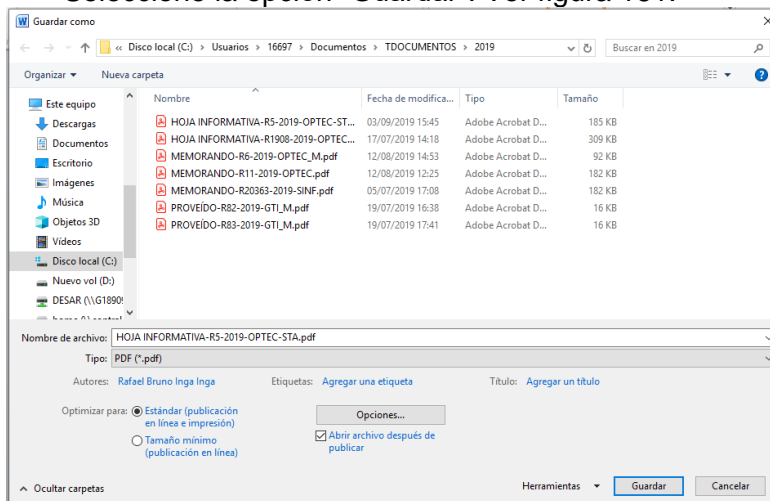 Guardar como
« Disco local (C:) > Usuarios > 16697 > Documentos > TDOCUMENTOS > 2019
Buscar en 2019
Organizar
Nueva carpeta
Este equipo
Descargas
Documentos
Escritorio
Imágenes
Música
Objetos 3D
Vídeos
Disco local (C:)
Nuevo vol (D:)
DESAR (\\G1890
Nombre Fecha de modifica... Tipo Tamaño
HOJA INFORMATIVA-R5-2019-OPTEC-ST... 03/09/2019 15:45 Adobe Acrobat D... 185 KB
HOJA INFORMATIVA-R1908-2019-OPTEC... 17/07/2019 14:18 Adobe Acrobat D... 309 KB
MEMORANDO-R6-2019-OPTEC_M.pdf 12/08/2019 14:53 Adobe Acrobat D... 92 KB
MEMORANDO-R11-2019-OPTEC.pdf 12/08/2019 12:25 Adobe Acrobat D... 182 KB
MEMORANDO-R20363-2019-SINF.pdf 05/07/2019 17:08 Adobe Acrobat D... 182 KB
PROVEÍDO-R82-2019-GTI_M.pdf 19/07/2019 16:38 Adobe Acrobat D... 16 KB
PROVEÍDO-R83-2019-GTI_M.pdf 19/07/2019 17:41 Adobe Acrobat D... 16 KB
Nombre de archivo: HOJA INFORMATIVA-R5-2019-OPTEC-STA.pdf
Tipo: PDF (*.pdf)
Autores: Rafael Bruno Inga Inga Etiquetas: Agregar una etiqueta Título: Agregar un título
Optimizar para:
Estándar (publicación
en línea e impresión)
Tamaño mínimo
(publicación en línea)
Opciones...
Abrir archivo después de
publicar
Ocultar carpetas
Herramientas
Guardar
Cancelar